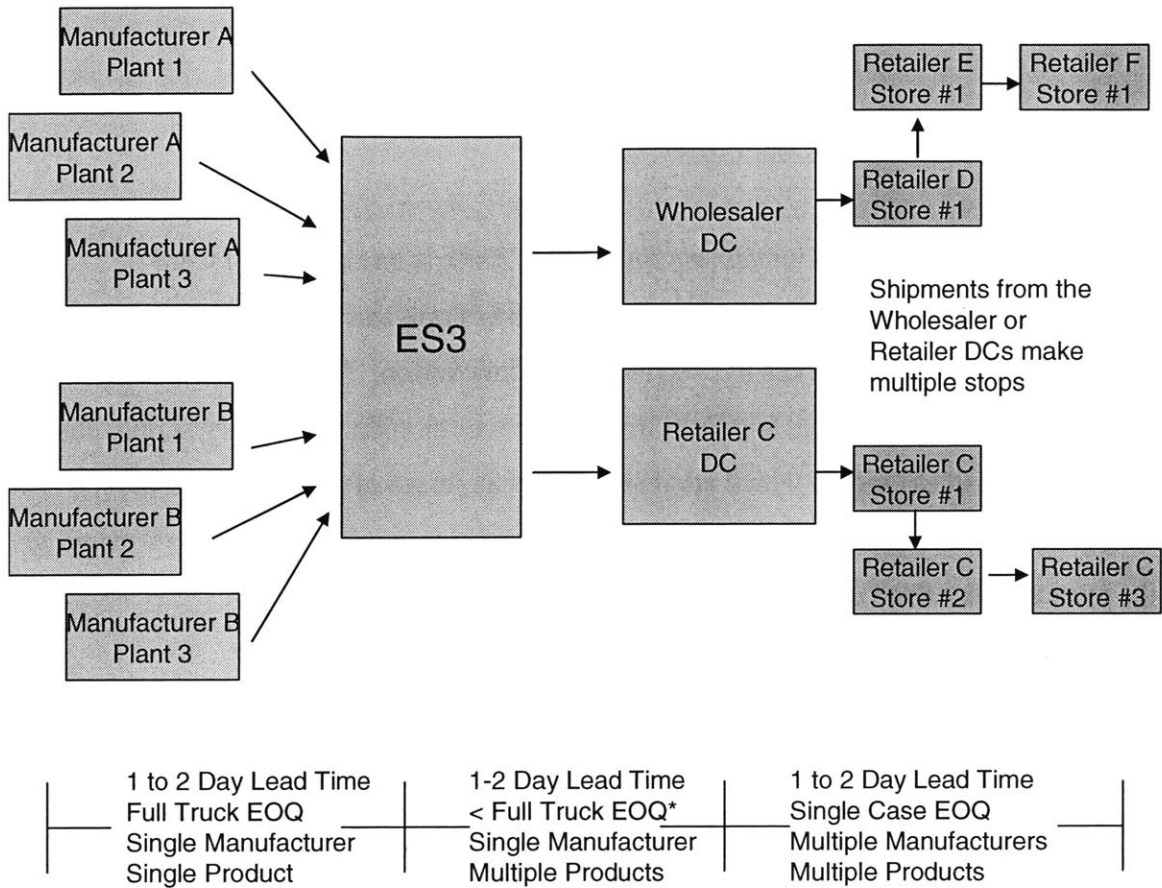 Manufacturer A
Plant 1
Manufacturer A
Plant 2
Manufacturer A
Plant 3
Manufacturer B
Plant 1
Manufacturer B
Plant 2
Manufacturer B
Plant 3
ES3
Wholesaler
DC
Retailer C
DC
Retailer E
Store #1
Retailer F
Store #1
Retailer D
Store #1
Shipments from the
Wholesaler or
Retailer DCs make
multiple stops
Retailer C
Store #1
Retailer C
Store #2
Retailer C
Store #3
1 to 2 Day Lead Time
Full Truck EOQ
Single Manufacturer
Single Product
1-2 Day Lead Time
< Full Truck EOQ*
Single Manufacturer
Multiple Products
1 to 2 Day Lead Time
Single Case EOQ
Multiple Manufacturers
Multiple Products